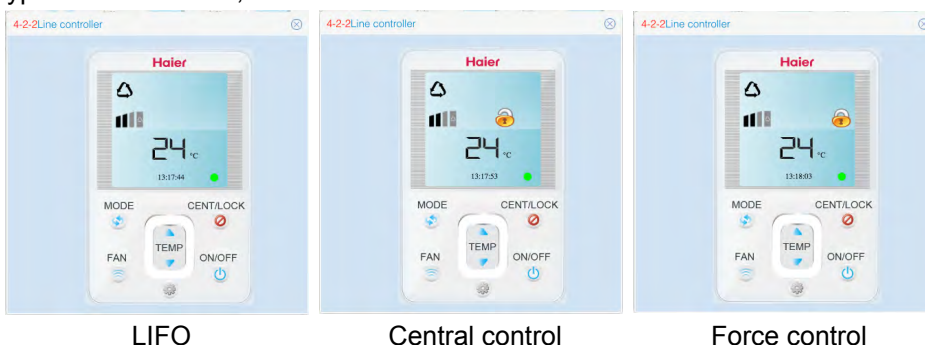 4-2-2Line controller
Haier
24 °C
13:17:44
MODE CENT/LOCK
TEMP
FAN ON/OFF
LIFO
4-2-2Line controller
Haier
24 °C
13:17:53
MODE CENT/LOCK
TEMP
FAN ON/OFF
Central control
4-2-2Line controller
Haier
24 °C
13:18:03
MODE CENT/LOCK
TEMP
FAN ON/OFF
Force control